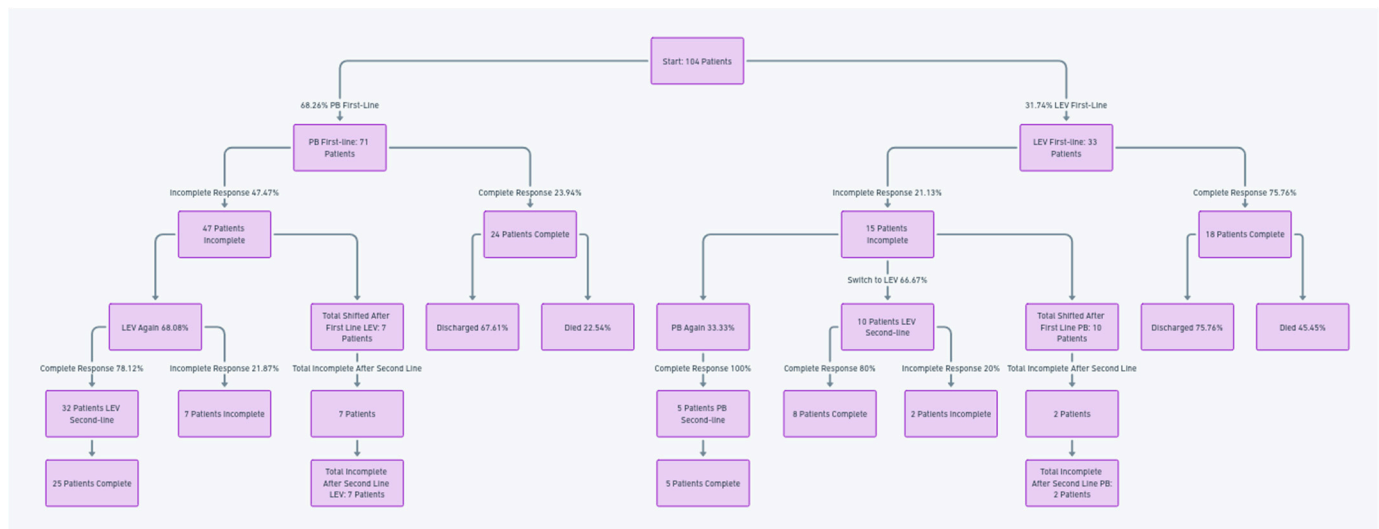 Start: 104 Patients
68.26% PB First-Line
31.74% LEV First-Line
PB First-line: 71
Patients
LEV First-line: 33
Patients
Incomplete Response 47.47%
Complete Response 23.94%
Incomplete Response 21.13%
Complete Response 75.76%
47 Patients
Incomplete
24 Patients Complete
15 Patients
Incomplete
18 Patients Complete
Switch to LEV 66.67%
LEV Again 68.08%
Total Shifted After
First Line LEV: 7
Patients
Discharged 67.61%
Died 22.54%
PB Again 33.33%
10 Patients LEV
Second-line
Total Shifted After
First Line PB: 10
Patients
Discharged 75.76%
Died 45.45%
Complete Response 78.12%
Incomplete Response 21.87%
Total Incomplete After Second Line
Complete Response 100%
Complete Response 80%
Incomplete Response 20%
Total Incomplete After Second Line
32 Patients LEV
Second-line
7 Patients Incomplete
7 Patients
5 Patients PB
Second-line
8 Patients Complete
2 Patients Incomplete
2 Patients
25 Patients Complete
Total Incomplete
After Second Line
LEV: 7 Patients
5 Patients Complete
Total Incomplete
After Second Line PB:
2 Patients